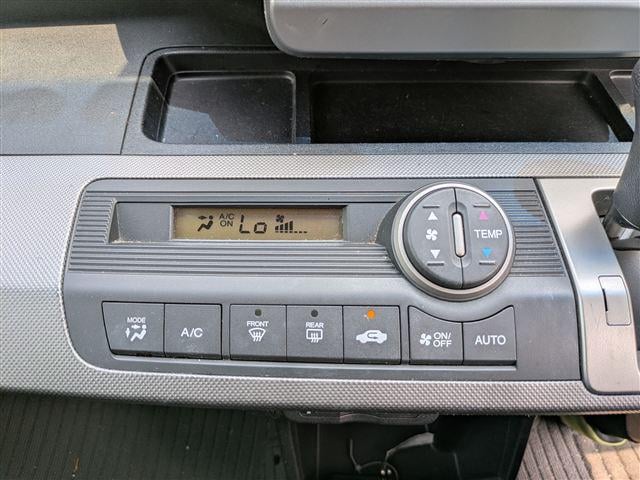 A/C
ON
Lo
TEMP
MODE
A/C
FRONT
REAR
ON/
OFF
AUTO